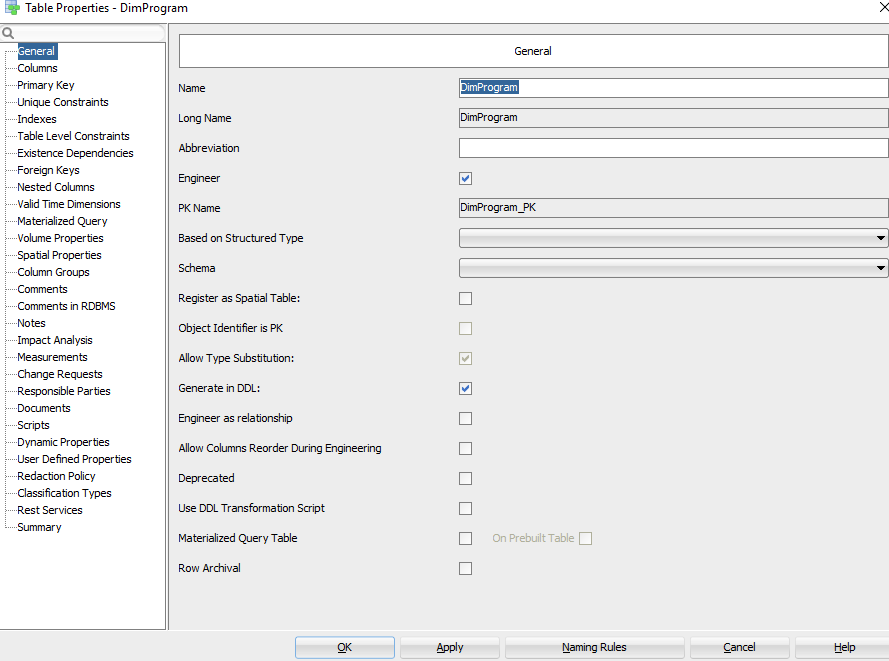 Table Properties - DimProgram
General
Columns
Primary Key
Unique Constraints
Indexes
Table Level Constraints
Existence Dependencies
Foreign Keys
Nested Columns
Valid Time Dimensions
Materialized Query
Volume Properties
Spatial Properties
Column Groups
Comments
Comments in RDBMS
Notes
Impact Analysis
Measurements
Change Requests
Responsible Parties
Documents
Scripts
Dynamic Properties
User Defined Properties
Redaction Policy
Classification Types
Rest Services
Summary
General
Name DimProgram
Long Name DimProgram
Abbreviation
Engineer
PK Name DimProgram_PK
Based on Structured Type
Schema
Register as Spatial Table:
Object Identifier is PK
Allow Type Substitution:
Generate in DDL:
Engineer as relationship
Allow Columns Reorder During Engineering
Deprecated
Use DDL Transformation Script
Materialized Query Table On Prebuilt Table
Row Archival
OK Apply Naming Rules Cancel Help